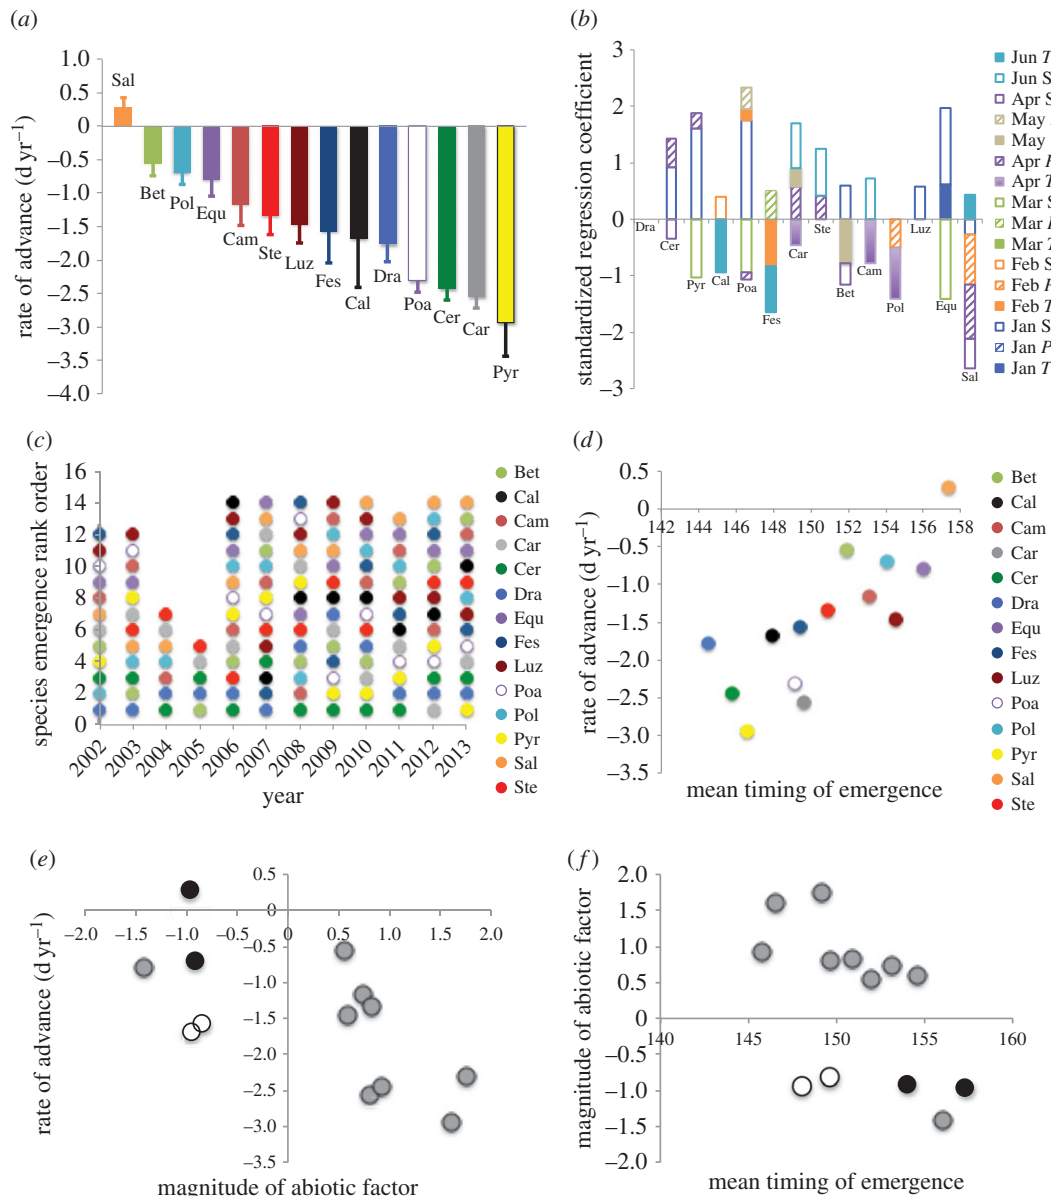 (a)
rate of advance (d yr⁻¹)
1.0
0.5
0
−0.5
−1.0
−1.5
−2.0
−2.5
−3.0
−3.5
−4.0
Sal
Bet
Pol
Equ
Cam
Ste
Luz
Fes
Cal
Dra
Poa
Cer
Car
Pyr
(b)
standardized regression coefficient
3
2
1
0
−1
−2
−3
Dra
Cer
Pyr
Cal
Poa
Fes
Car
Ste
Bet
Cam
Pol
Luz
Equ
Sal
Jun T
Jun S
Apr S
May
May
Apr P
Apr T
Mar S
Mar P
Mar T
Feb S
Feb P
Feb T
Jan S
Jan P
Jan T
(c)
species emergence rank order
16
14
12
10
8
6
4
2
0
2002 2003 2004 2005 2006 2007 2008 2009 2010 2011 2012 2013
year
Bet
Cal
Cam
Car
Cer
Dra
Equ
Fes
Luz
Poa
Pol
Pyr
Sal
Ste
(d)
rate of advance (d yr⁻¹)
0.5
0
142 144 146 148 150 152 154 156 158
−0.5
−1.0
−1.5
−2.0
−2.5
−3.0
−3.5
mean timing of emergence
Bet
Cal
Cam
Car
Cer
Dra
Equ
Fes
Luz
Poa
Pol
Pyr
Sal
Ste
(e)
rate of advance (d yr⁻¹)
0.5
0
−2.0 −1.5 −1.0 −0.5 0 0.5 1.0 1.5 2.0
−0.5
−1.0
−1.5
−2.0
−2.5
−3.0
−3.5
magnitude of abiotic factor
(f)
magnitude of abiotic factor
2.0
1.5
1.0
0.5
0
140 145 150 155 160
−0.5
−1.0
−1.5
−2.0
mean timing of emergence